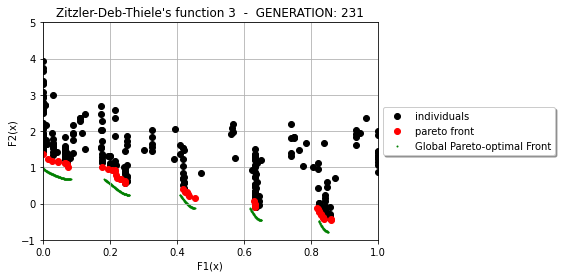 Zitzler-Deb-Thiele's function 3 - GENERATION: 231
5
4
3
2
1
0
−1
F2(x)
0.0 0.2 0.4 0.6 0.8 1.0
F1(x)
individuals
pareto front
Global Pareto-optimal Front